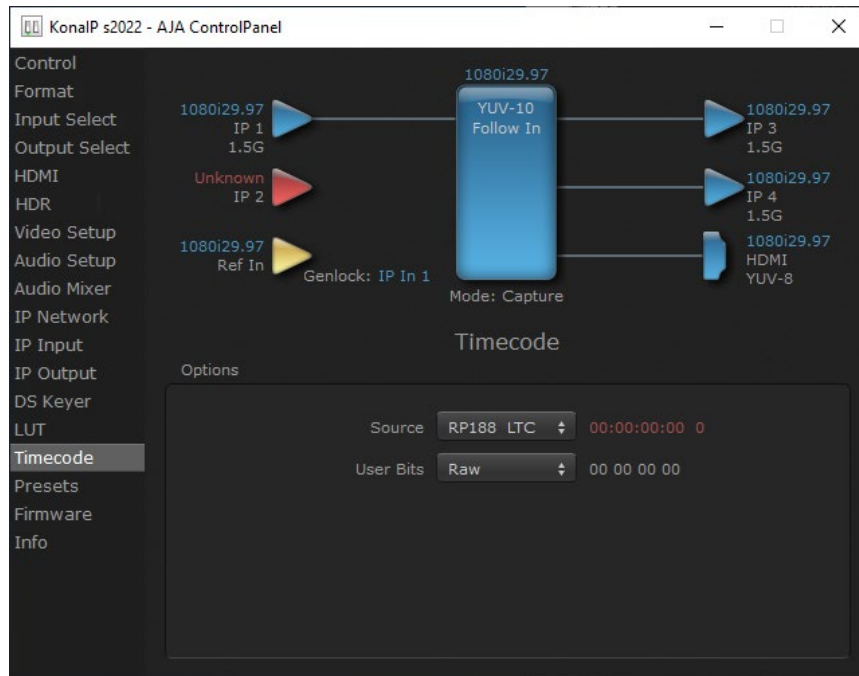 KonaIP s2022 - AJA ControlPanel
Control
Format
Input Select
Output Select
HDMI
HDR
Video Setup
Audio Setup
Audio Mixer
IP Network
IP Input
IP Output
DS Keyer
LUT
Timecode
Presets
Firmware
Info
1080i29.97
YUV-10
Follow In
Mode: Capture
1080i29.97
IP 1
1.5G
Unknown
IP 2
1080i29.97
Ref In
Genlock: IP In 1
1080i29.97
IP 3
1.5G
1080i29.97
IP 4
1.5G
1080i29.97
HDMI
YUV-8
Timecode
Options
Source RP188 LTC 00:00:00:00 0
User Bits Raw 00 00 00 00